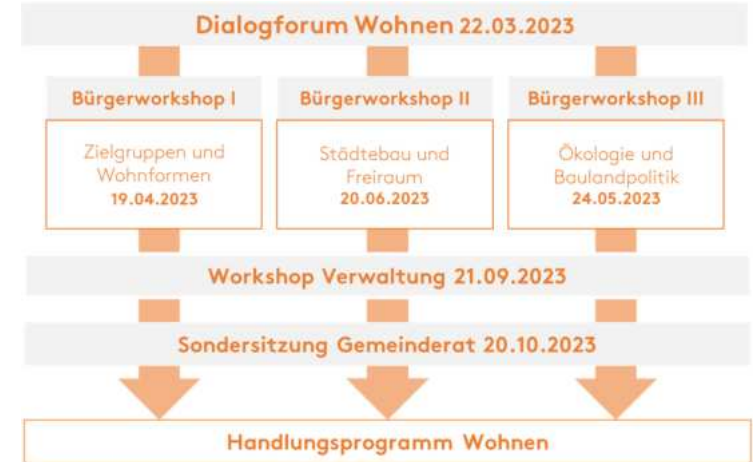 Dialogforum Wohnen 22.03.2023
Bürgerworkshop I
Zielgruppen und
Wohnformen
19.04.2023
Bürgerworkshop II
Städtebau und
Freiraum
20.06.2023
Bürgerworkshop III
Ökologie und
Baulandpolitik
24.05.2023
Workshop Verwaltung 21.09.2023
Sondersitzung Gemeinderat 20.10.2023
Handlungsprogramm Wohnen